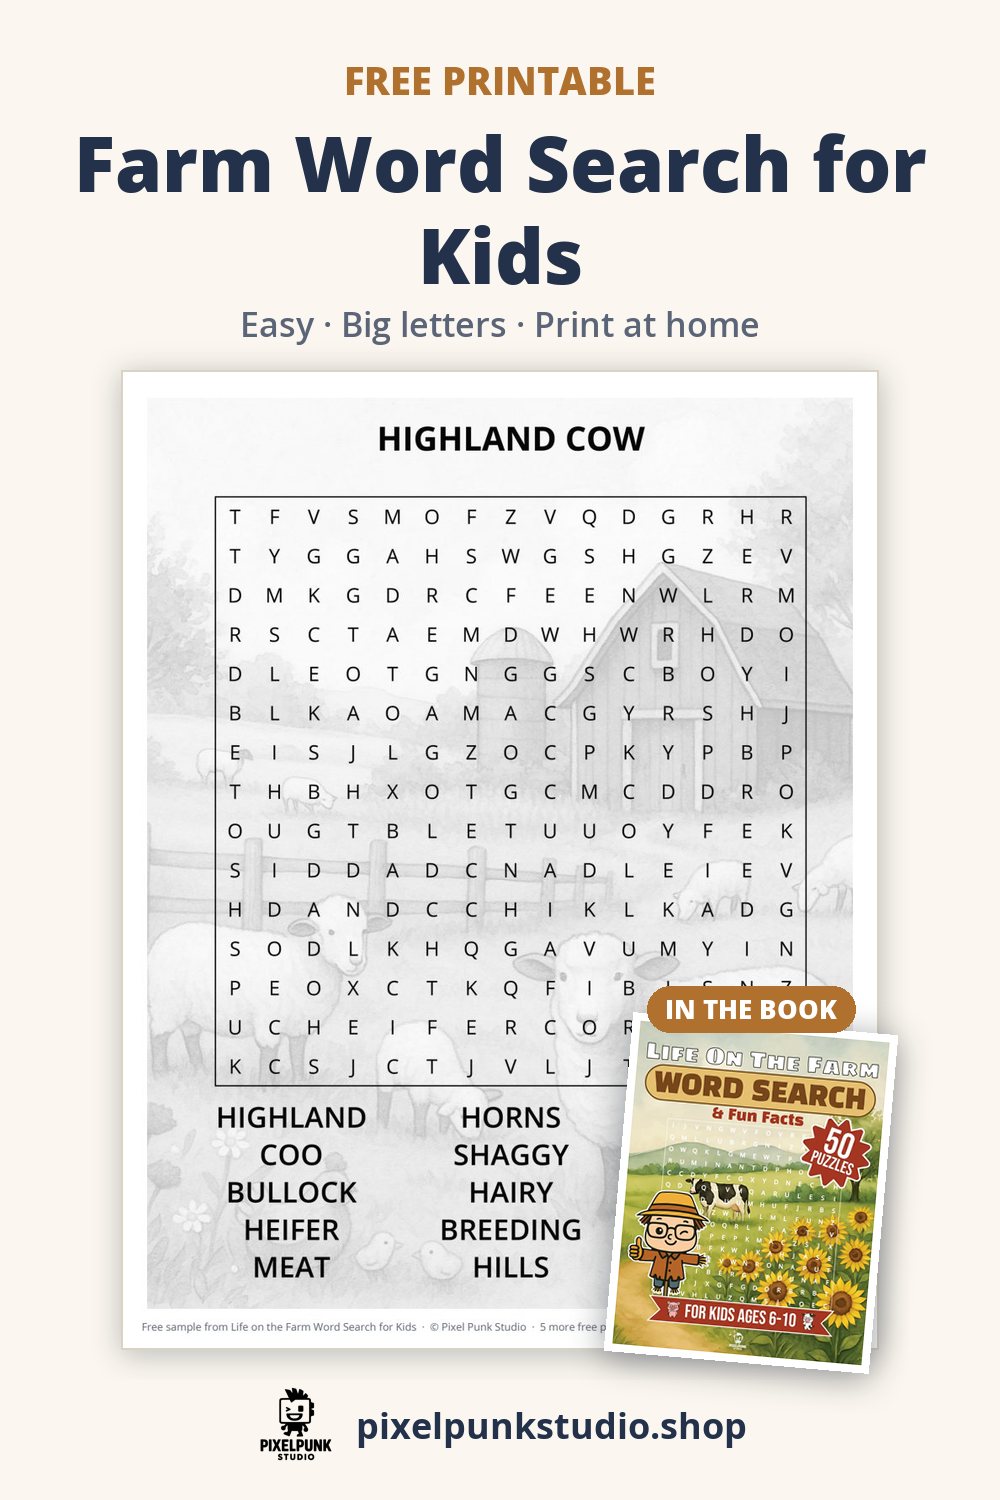 FREE PRINTABLE
Farm Word Search for
Kids
Easy · Big letters · Print at home
HIGHLAND COW
T F V S M O F Z V Q D G R H R
T Y G G A H S W G S H G Z E V
D M K G D R C F E E N W L R M
R S C T A E M D W H W R H D O
D L E O T G N G G S C B O Y I
B L K A O A M A C G Y R S H J
E I S J L G Z O C P K Y P B P
T H B H X O T G C M C D D R O
O U G T B L E T U U O Y F E K
S I D D A D C N A D L E I E V
H D A N D C C H I K L K A D G
S O D L K H Q G A V U M Y I N
P E O X C T K Q F I B
U C H E I F E R C O R
K C S J C T J V L J
HIGHLAND HORNS
COO SHAGGY
BULLOCK HAIRY
HEIFER BREEDING
MEAT HILLS
Free sample from Life on the Farm Word Search for Kids · © Pixel Punk Studio · 5 more free
IN THE BOOK
LIFE ON THE FARM
WORD SEARCH
& Fun Facts
50
PUZZLES
FOR KIDS AGES 6-10
PIXELPUNK
STUDIO
pixelpunkstudio.shop